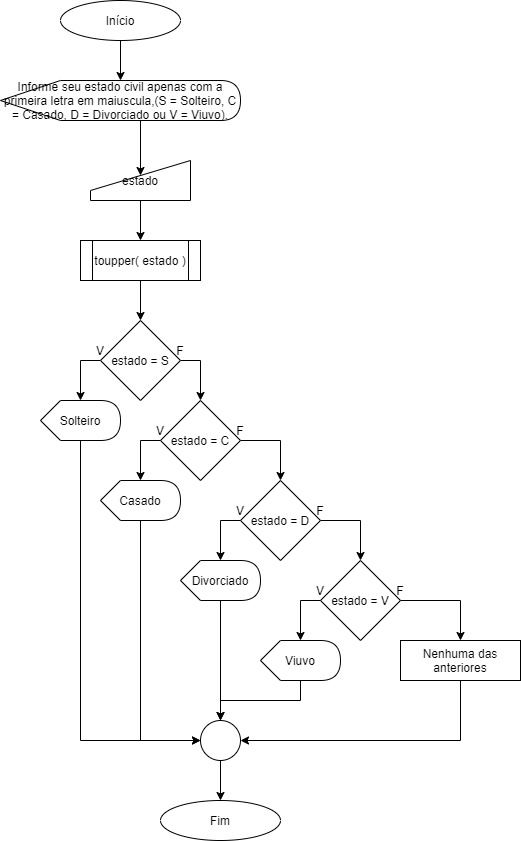 Início
Informe seu estado civil apenas com a
primeira letra em maiuscula,(S = Solteiro, C
= Casado, D = Divorciado ou V = Viuvo).
estado
toupper( estado )
V
F
estado = S
Solteiro
V
F
estado = C
Casado
V
F
estado = D
Divorciado
V
F
estado = V
Viuvo
Nenhuma das
anteriores
Fim